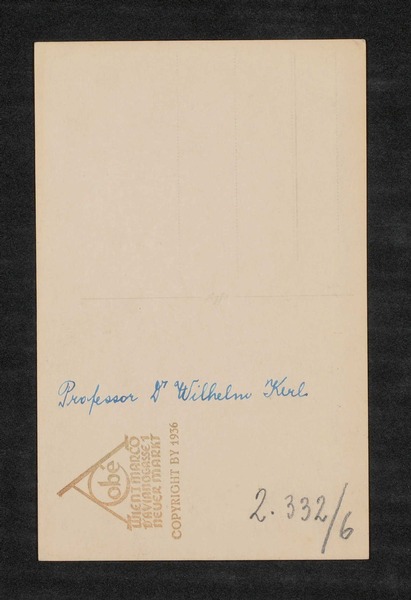 Professor Dr Wilhelm Kerl
Cobé
WIEN I MARCO
D'AVIANOGASSE 1
NEUER MARKT
COPYRIGHT BY 1936
2.332/6